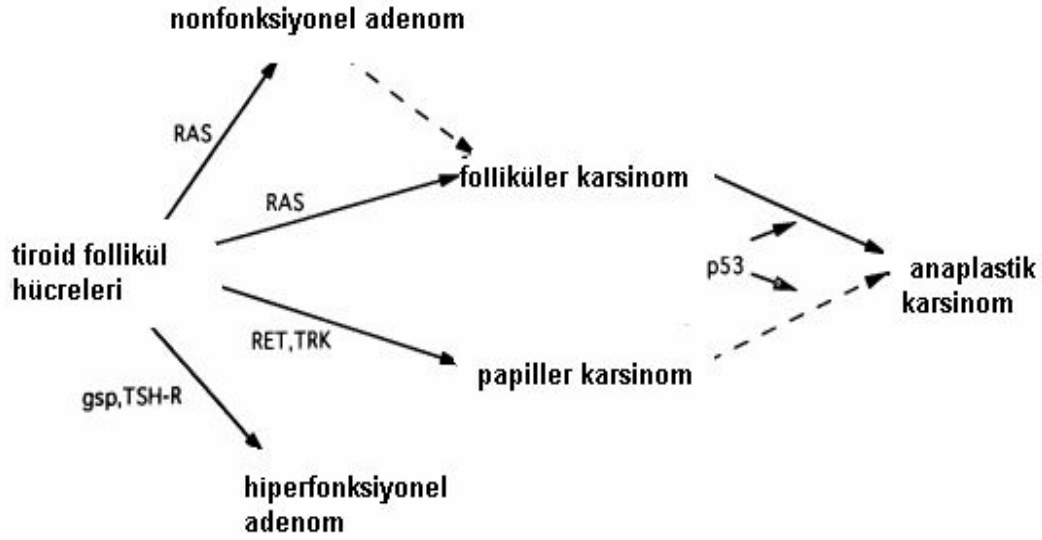 nonfonksiyonel adenom
RAS
folliküler karsinom
RAS
tiroid follikül
hücreleri
p53
anaplastik
karsinom
RET,TRK
papiller karsinom
gsp,TSH-R
hiperfonksiyonel
adenom